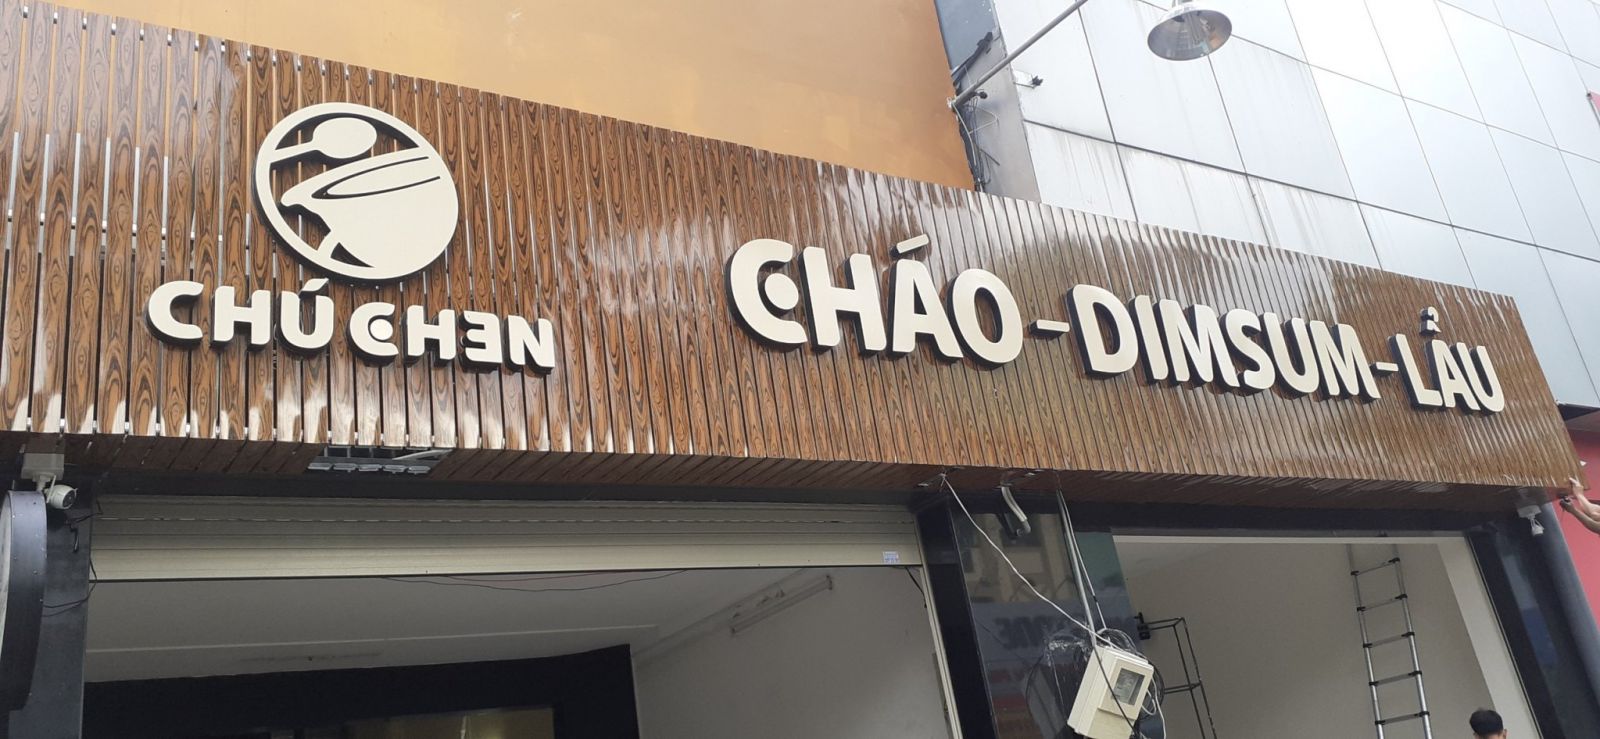 CHÚ CHEN
CHÁO-DIMSUM-LẨU